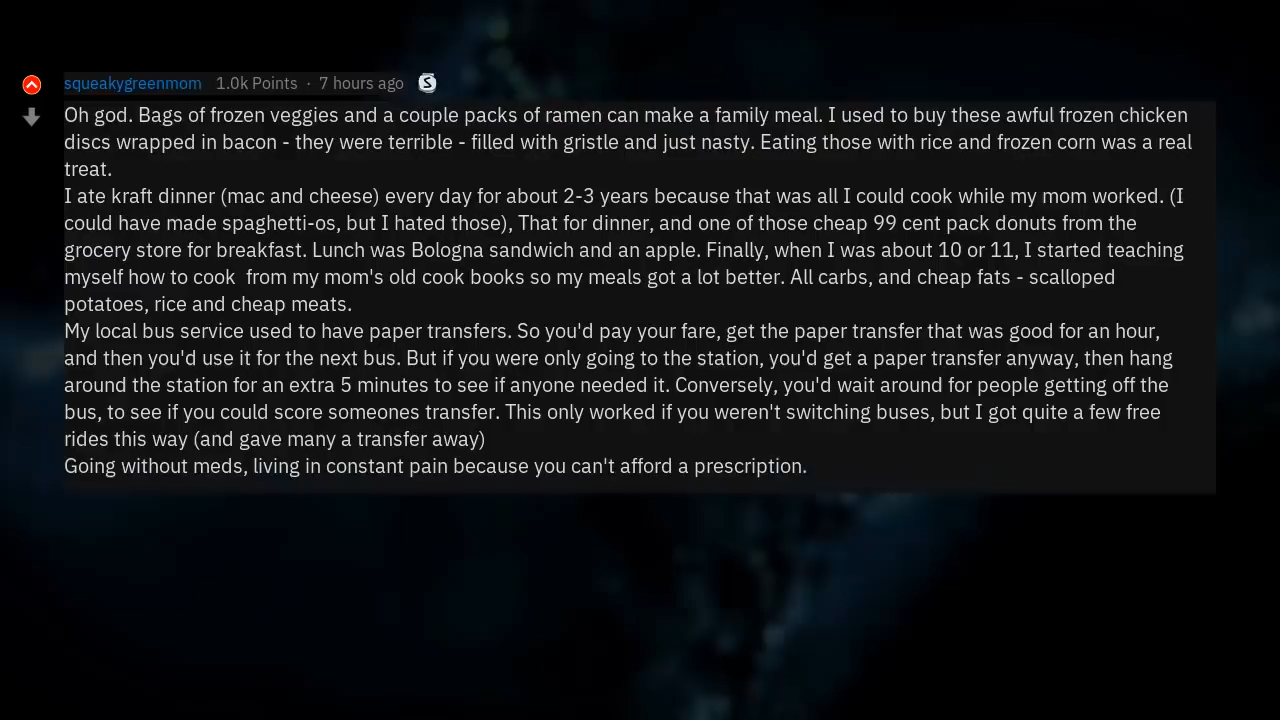 squeakygreenmom 1.0k Points · 7 hours ago S
Oh god. Bags of frozen veggies and a couple packs of ramen can make a family meal. I used to buy these awful frozen chicken
discs wrapped in bacon - they were terrible - filled with gristle and just nasty. Eating those with rice and frozen corn was a real
treat.
I ate kraft dinner (mac and cheese) every day for about 2-3 years because that was all I could cook while my mom worked. (I
could have made spaghetti-os, but I hated those), That for dinner, and one of those cheap 99 cent pack donuts from the
grocery store for breakfast. Lunch was Bologna sandwich and an apple. Finally, when I was about 10 or 11, I started teaching
myself how to cook  from my mom's old cook books so my meals got a lot better. All carbs, and cheap fats - scalloped
potatoes, rice and cheap meats.
My local bus service used to have paper transfers. So you'd pay your fare, get the paper transfer that was good for an hour,
and then you'd use it for the next bus. But if you were only going to the station, you'd get a paper transfer anyway, then hang
around the station for an extra 5 minutes to see if anyone needed it. Conversely, you'd wait around for people getting off the
bus, to see if you could score someones transfer. This only worked if you weren't switching buses, but I got quite a few free
rides this way (and gave many a transfer away)
Going without meds, living in constant pain because you can't afford a prescription.